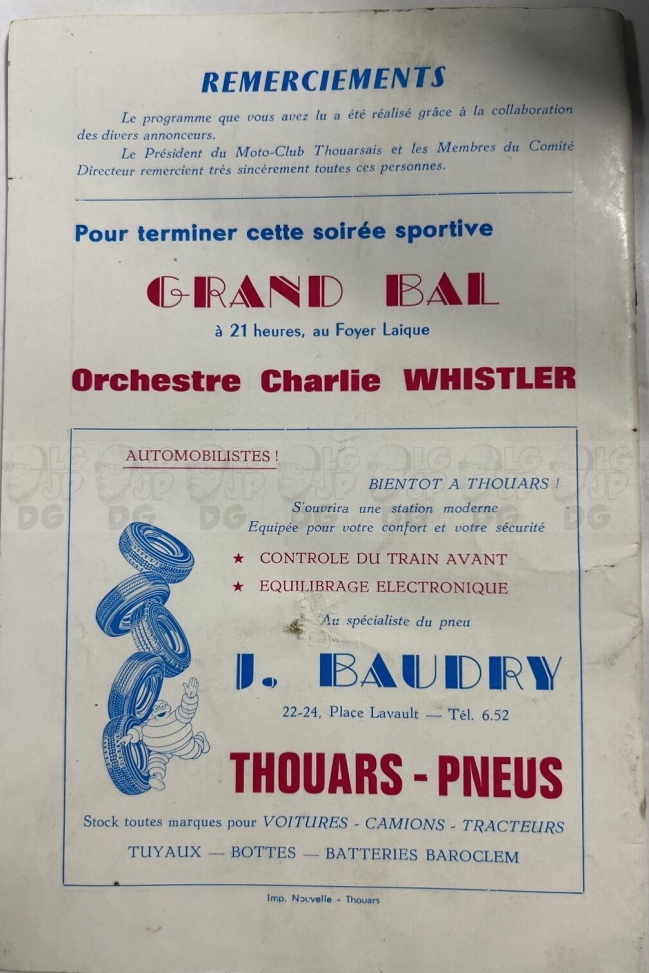 REMERCIEMENTS
Le programme que vous avez lu a été réalisé grâce à la collaboration
des divers annonceurs.
Le Président du Moto-Club Thouarsais et les Membres du Comité
Directeur remercient très sincèrement toutes ces personnes.
Pour terminer cette soirée sportive
GRAND BAL
à 21 heures, au Foyer Laïque
Orchestre Charlie WHISTLER
AUTOMOBILISTES !
BIENTOT A THOUARS !
S'ouvrira une station moderne
Equipée pour votre confort et votre sécurité
★ CONTROLE DU TRAIN AVANT
★ EQUILIBRAGE ELECTRONIQUE
Au spécialiste du pneu
J. BAUDRY
22-24, Place Lavault — Tél. 6.52
THOUARS - PNEUS
Stock toutes marques pour VOITURES - CAMIONS - TRACTEURS
TUYAUX — BOTTES — BATTERIES BAROCLEM
Imp. Nouvelle - Thouars